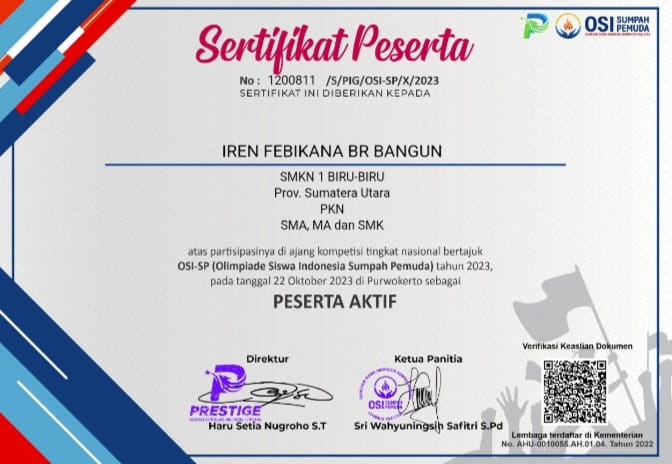 Sertifikat Peserta
OSI SUMPAH PEMUDA
No : 1200811 /S/PIG/OSI-SP/X/2023
SERTIFIKAT INI DIBERIKAN KEPADA
IREN FEBIKANA BR BANGUN
SMKN 1 BIRU-BIRU
Prov. Sumatera Utara
PKN
SMA, MA dan SMK
atas partisipasinya di ajang kompetisi tingkat nasional bertajuk
OSI-SP (Olimpiade Siswa Indonesia Sumpah Pemuda) tahun 2023,
pada tanggal 22 Oktober 2023 di Purwokerto sebagai
PESERTA AKTIF
Verifikasi Keaslian Dokumen
Direktur
Ketua Panitia
PRESTIGE
OSI SUMPAH PEMUDA
Haru Setia Nugroho S.T
Sri Wahyuningsih Safitri S.Pd
Lembaga terdaftar di Kementerian
No. AHU-0010055.AH.01.04. Tahun 2022